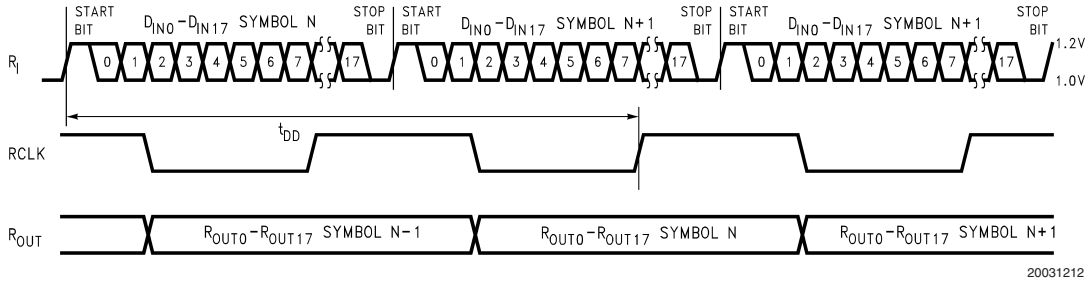 START BIT D_IN0-D_IN17 SYMBOL N STOP BIT START BIT D_IN0-D_IN17 SYMBOL N+1 STOP BIT START BIT D_IN0-D_IN17 SYMBOL N+1 STOP BIT
R_I 0 1 2 3 4 5 6 7 17 0 1 2 3 4 5 6 7 17 0 1 2 3 4 5 6 7 17 1.2V
1.0V
t_DD
RCLK
R_OUT R_OUT0-R_OUT17 SYMBOL N-1 R_OUT0-R_OUT17 SYMBOL N R_OUT0-R_OUT17 SYMBOL N+1
20031212